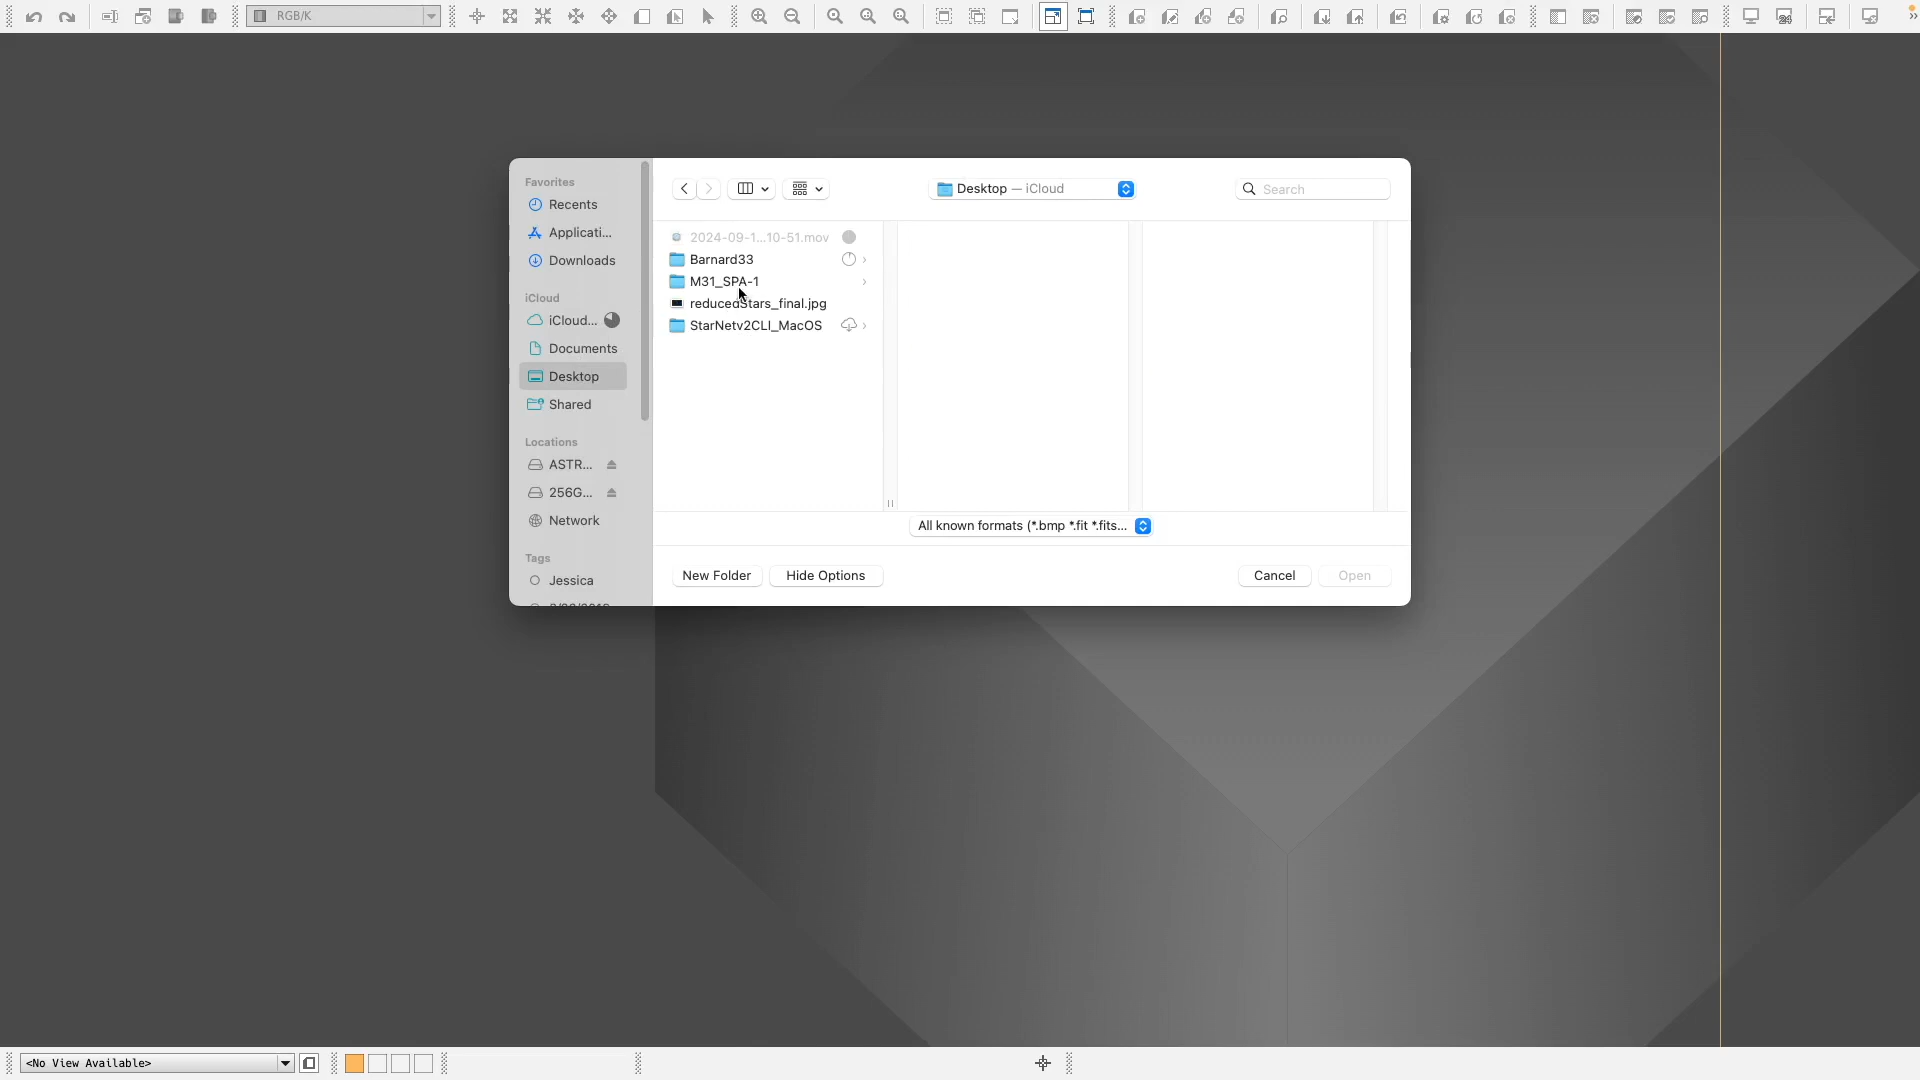 RGB/K
Favorites
Recents
Applicati...
Downloads
iCloud
iCloud...
Documents
Desktop
Shared
Locations
ASTR...
256G...
Network
Tags
Jessica
Desktop — iCloud
Search
2024-09-1...10-51.mov
Barnard33
M31_SPA-1
reducedStars_final.jpg
StarNetv2CLI_MacOS
All known formats (*.bmp *.fit *.fits...
New Folder
Hide Options
Cancel
Open
<No View Available>